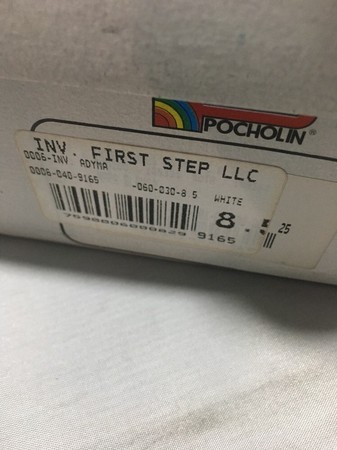 POCHOLIN®
INV. FIRST STEP LLC
0006-INV ADYMA
0006-040-9165
-060-030-8.5 WHITE
8.5 25
9165